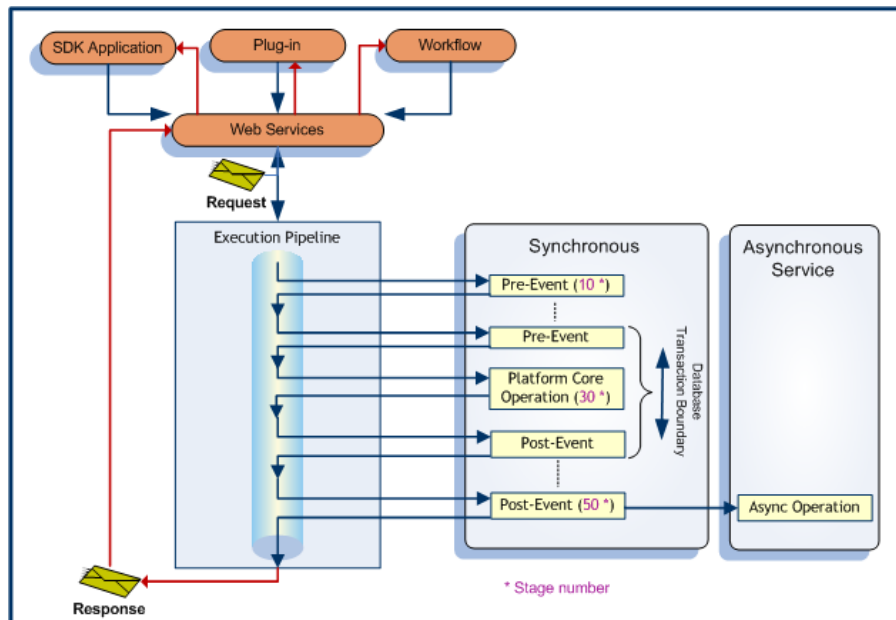 SDK Application
Plug-in
Workflow
Web Services
Request
Execution Pipeline
Synchronous
Asynchronous
Service
Pre-Event (10 *)
Pre-Event
Platform Core
Operation (30 *)
Database
Transaction Boundary
Post-Event
Post-Event (50 *)
Async Operation
* Stage number
Response